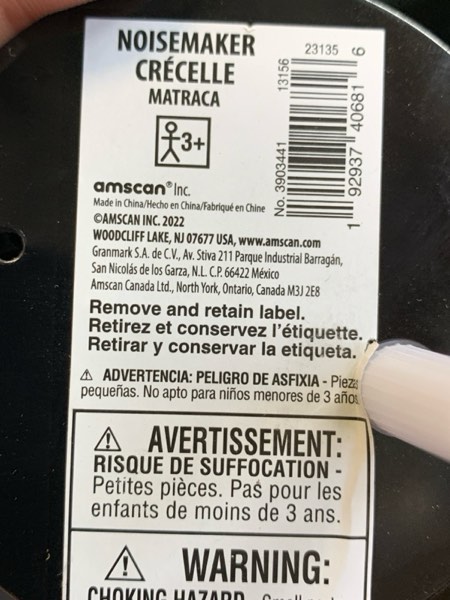 NOISEMAKER
CRÉCELLE
MATRACA
3+
23135
13156
No. 3903441
1 92937 40681 6
amscan® Inc.
Made in China/Hecho en China/Fabriqué en Chine
©AMSCAN INC. 2022
WOODCLIFF LAKE, NJ 07677 USA, www.amscan.com
Granmark S.A. de C.V., Av. Stiva 211 Parque Industrial Barragán,
San Nicolás de los Garza, N.L. C.P. 66422 México
Amscan Canada Ltd., North York, Ontario, Canada M3J 2E8
Remove and retain label.
Retirez et conservez l'étiquette.
Retirar y conservar la etiqueta.
⚠ ADVERTENCIA: PELIGRO DE ASFIXIA - Piezas
pequeñas. No apto para niños menores de 3 años
⚠ AVERTISSEMENT:
RISQUE DE SUFFOCATION -
Petites pièces. Pas pour les
enfants de moins de 3 ans.
⚠ WARNING:
CHOKING HAZARD